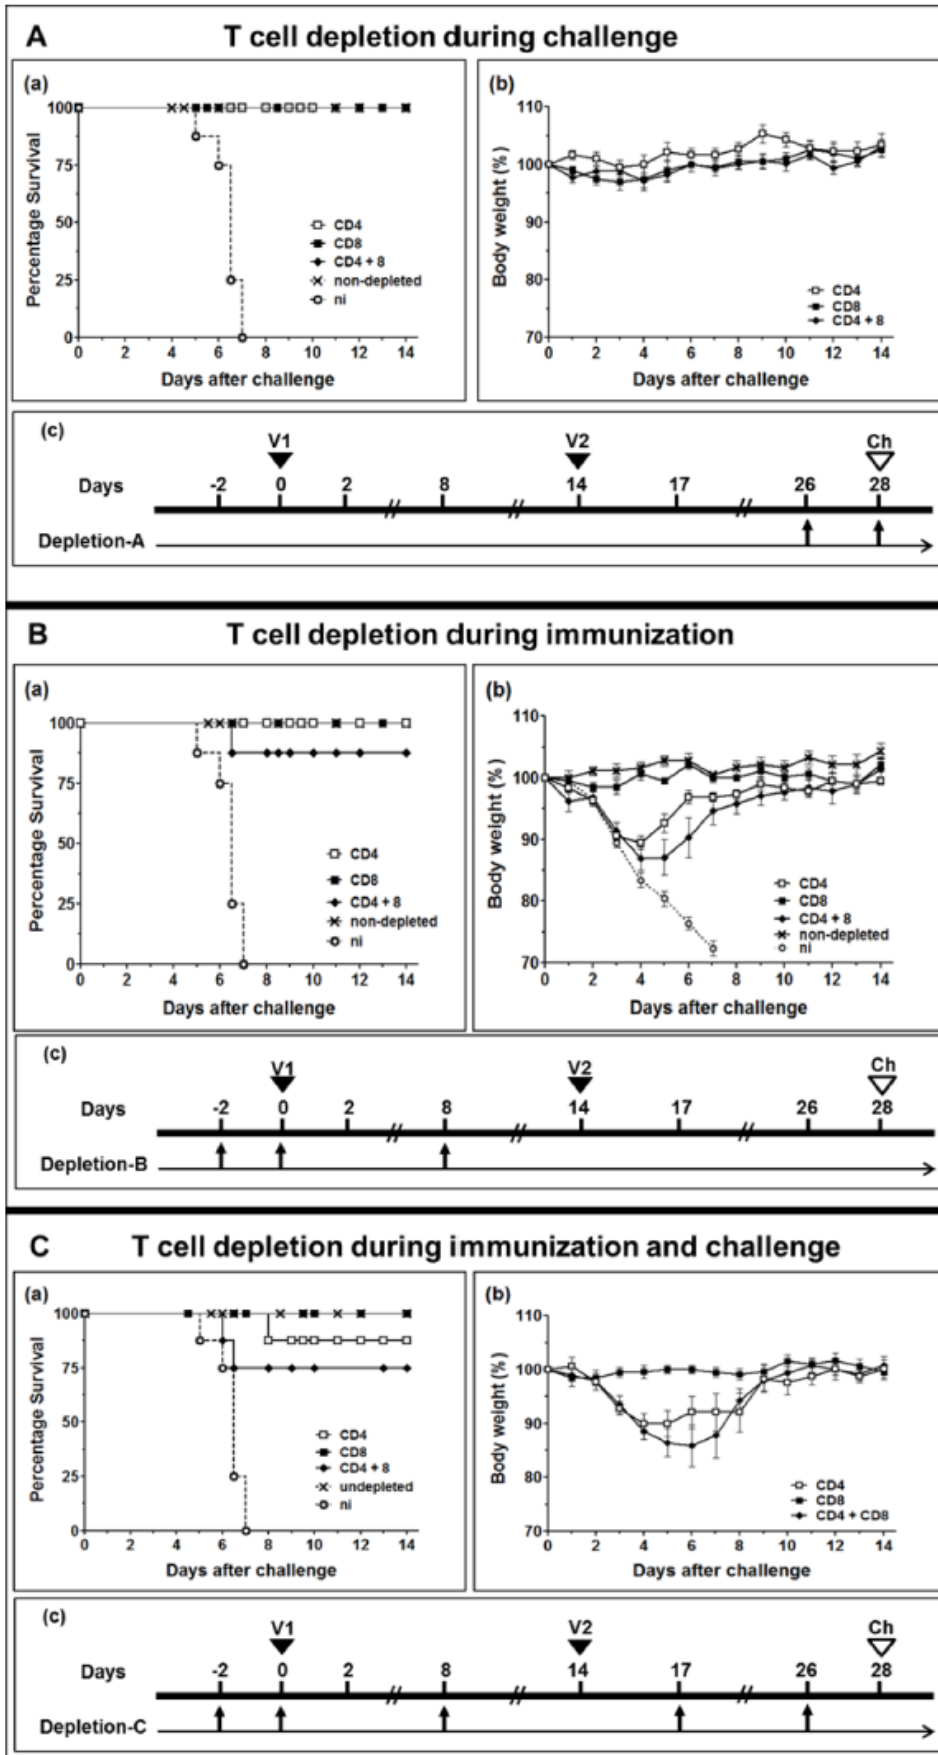 A T cell depletion during challenge
(a)
100
75
50
25
0
Percentage Survival
CD4
CD8
CD4 + 8
non-depleted
ni
0 2 4 6 8 10 12 14
Days after challenge
(b)
110
100
90
80
70
Body weight (%)
CD4
CD8
CD4 + 8
0 2 4 6 8 10 12 14
Days after challenge
(c)
V1 V2 Ch
Days -2 0 2 8 14 17 26 28
Depletion-A
B T cell depletion during immunization
(a)
100
75
50
25
0
Percentage Survival
CD4
CD8
CD4 + 8
non-depleted
ni
0 2 4 6 8 10 12 14
Days after challenge
(b)
110
100
90
80
70
Body weight (%)
CD4
CD8
CD4 + 8
non-depleted
ni
0 2 4 6 8 10 12 14
Days after challenge
(c)
V1 V2 Ch
Days -2 0 2 8 14 17 26 28
Depletion-B
C T cell depletion during immunization and challenge
(a)
100
75
50
25
0
Percentage Survival
CD4
CD8
CD4 + 8
undepleted
ni
0 2 4 6 8 10 12 14
Days after challenge
(b)
110
100
90
80
70
Body weight (%)
CD4
CD8
CD4 + CD8
0 2 4 6 8 10 12 14
Days after challenge
(c)
V1 V2 Ch
Days -2 0 2 8 14 17 26 28
Depletion-C